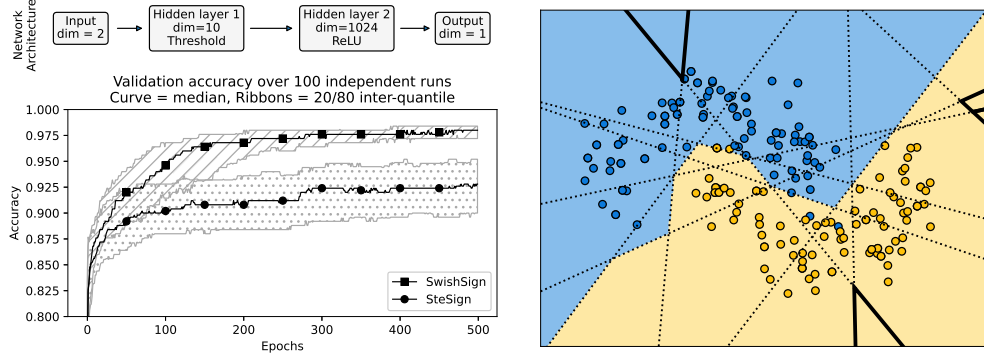 Network
Architecture
Input
dim = 2
Hidden layer 1
dim=10
Threshold
Hidden layer 2
dim=1024
ReLU
Output
dim = 1
Validation accuracy over 100 independent runs
Curve = median, Ribbons = 20/80 inter-quantile
Accuracy
1.000
0.975
0.950
0.925
0.900
0.875
0.850
0.825
0.800
SwishSign
SteSign
0 100 200 300 400 500
Epochs